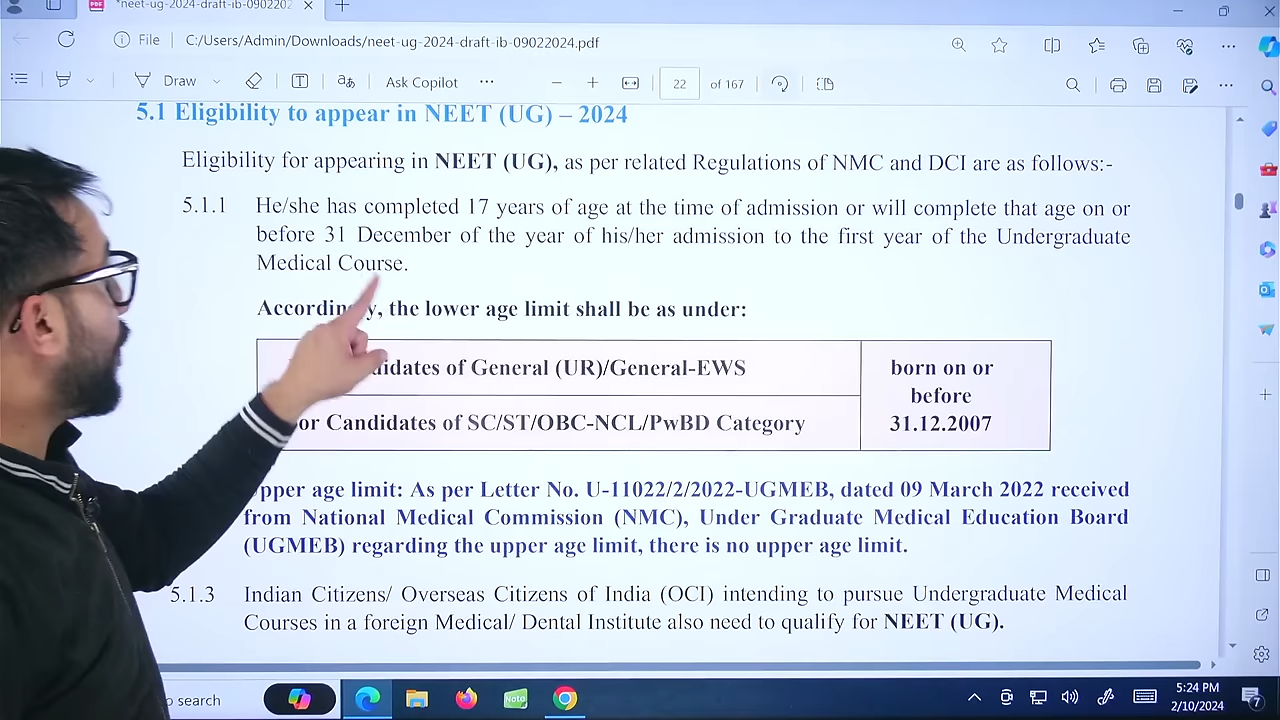 *neet-ug-2024-draft-ib-0902202
File C:/Users/Admin/Downloads/neet-ug-2024-draft-ib-09022024.pdf
Draw Ask Copilot 22 of 167
5.1 Eligibility to appear in NEET (UG) – 2024
Eligibility for appearing in NEET (UG), as per related Regulations of NMC and DCI are as follows:-
5.1.1 He/she has completed 17 years of age at the time of admission or will complete that age on or
before 31 December of the year of his/her admission to the first year of the Undergraduate
Medical Course.
the lower age limit shall be as under:
of General (UR)/General-EWS
born on or
before
31.12.2007
Candidates of SC/ST/OBC-NCL/PwBD Category
age limit: As per Letter No. U-11022/2/2022-UGMEB, dated 09 March 2022 received
from National Medical Commission (NMC), Under Graduate Medical Education Board
(UGMEB) regarding the upper age limit, there is no upper age limit.
5.1.3 Indian Citizens/ Overseas Citizens of India (OCI) intending to pursue Undergraduate Medical
Courses in a foreign Medical/ Dental Institute also need to qualify for NEET (UG).
search
Note
5:24 PM
2/10/2024
7